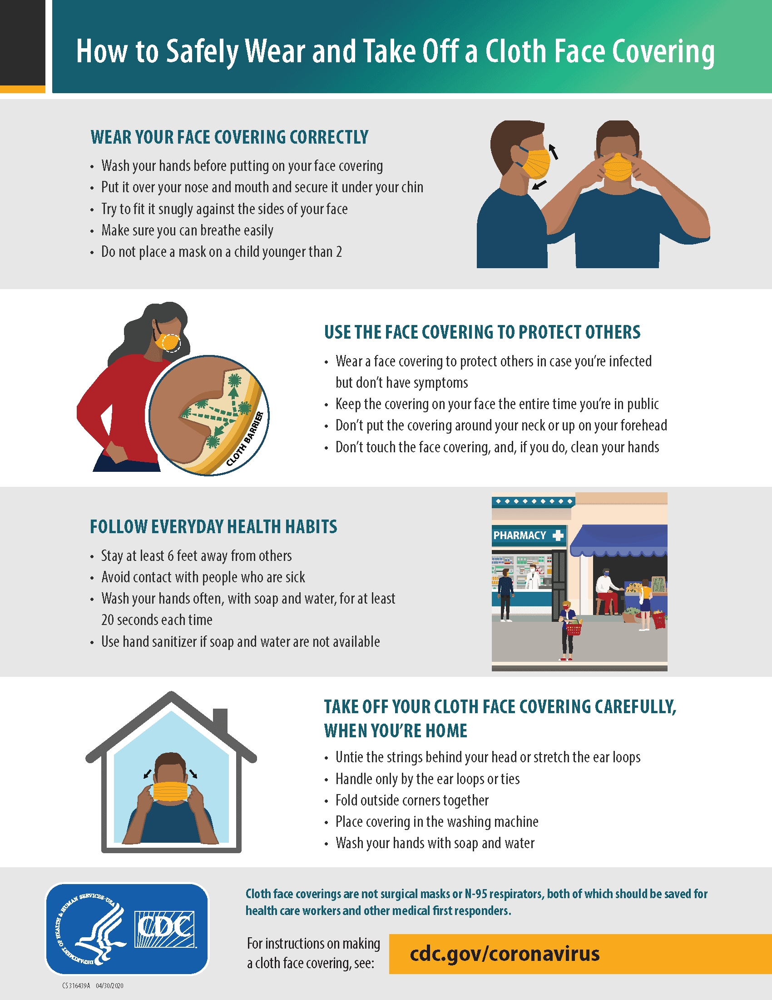 How to Safely Wear and Take Off a Cloth Face Covering
WEAR YOUR FACE COVERING CORRECTLY
• Wash your hands before putting on your face covering
• Put it over your nose and mouth and secure it under your chin
• Try to fit it snugly against the sides of your face
• Make sure you can breathe easily
• Do not place a mask on a child younger than 2
CLOTH BARRIER
USE THE FACE COVERING TO PROTECT OTHERS
• Wear a face covering to protect others in case you’re infected
but don’t have symptoms
• Keep the covering on your face the entire time you’re in public
• Don’t put the covering around your neck or up on your forehead
• Don’t touch the face covering, and, if you do, clean your hands
FOLLOW EVERYDAY HEALTH HABITS
• Stay at least 6 feet away from others
• Avoid contact with people who are sick
• Wash your hands often, with soap and water, for at least
20 seconds each time
• Use hand sanitizer if soap and water are not available
PHARMACY
TAKE OFF YOUR CLOTH FACE COVERING CAREFULLY,
WHEN YOU’RE HOME
• Untie the strings behind your head or stretch the ear loops
• Handle only by the ear loops or ties
• Fold outside corners together
• Place covering in the washing machine
• Wash your hands with soap and water
DEPARTMENT OF HEALTH & HUMAN SERVICES·USA
CDC
Cloth face coverings are not surgical masks or N-95 respirators, both of which should be saved for
health care workers and other medical first responders.
For instructions on making
a cloth face covering, see:
cdc.gov/coronavirus
CS 316439A 04/30/2020